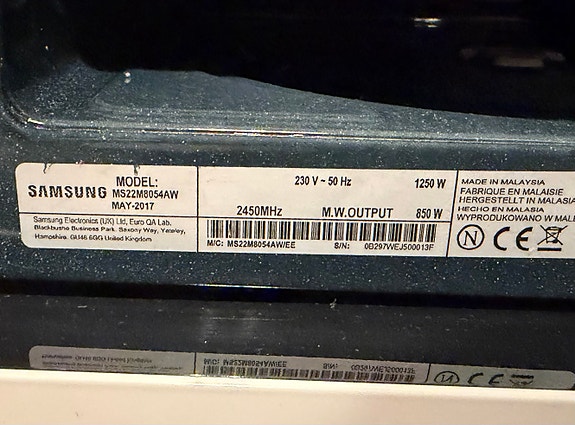 SAMSUNG
MODEL:
MS22M8054AW
MAY-2017
Samsung Electronics (UK) Ltd, Euro QA Lab.
Blackbushe Business Park, Saxony Way, Yateley,
Hampshire. GU46 6GG United Kingdom
230 V ~ 50 Hz 1250 W
2450MHz M.W.OUTPUT 850 W
M/C: MS22M8054AW/EE S/N: 0B297WEJ500013F
MADE IN MALAYSIA
FABRIQUE EN MALAISIE
HERGESTELLT IN MALAYSIA
HECHO EN MALASIA
WYPRODUKOWANO W
N CE